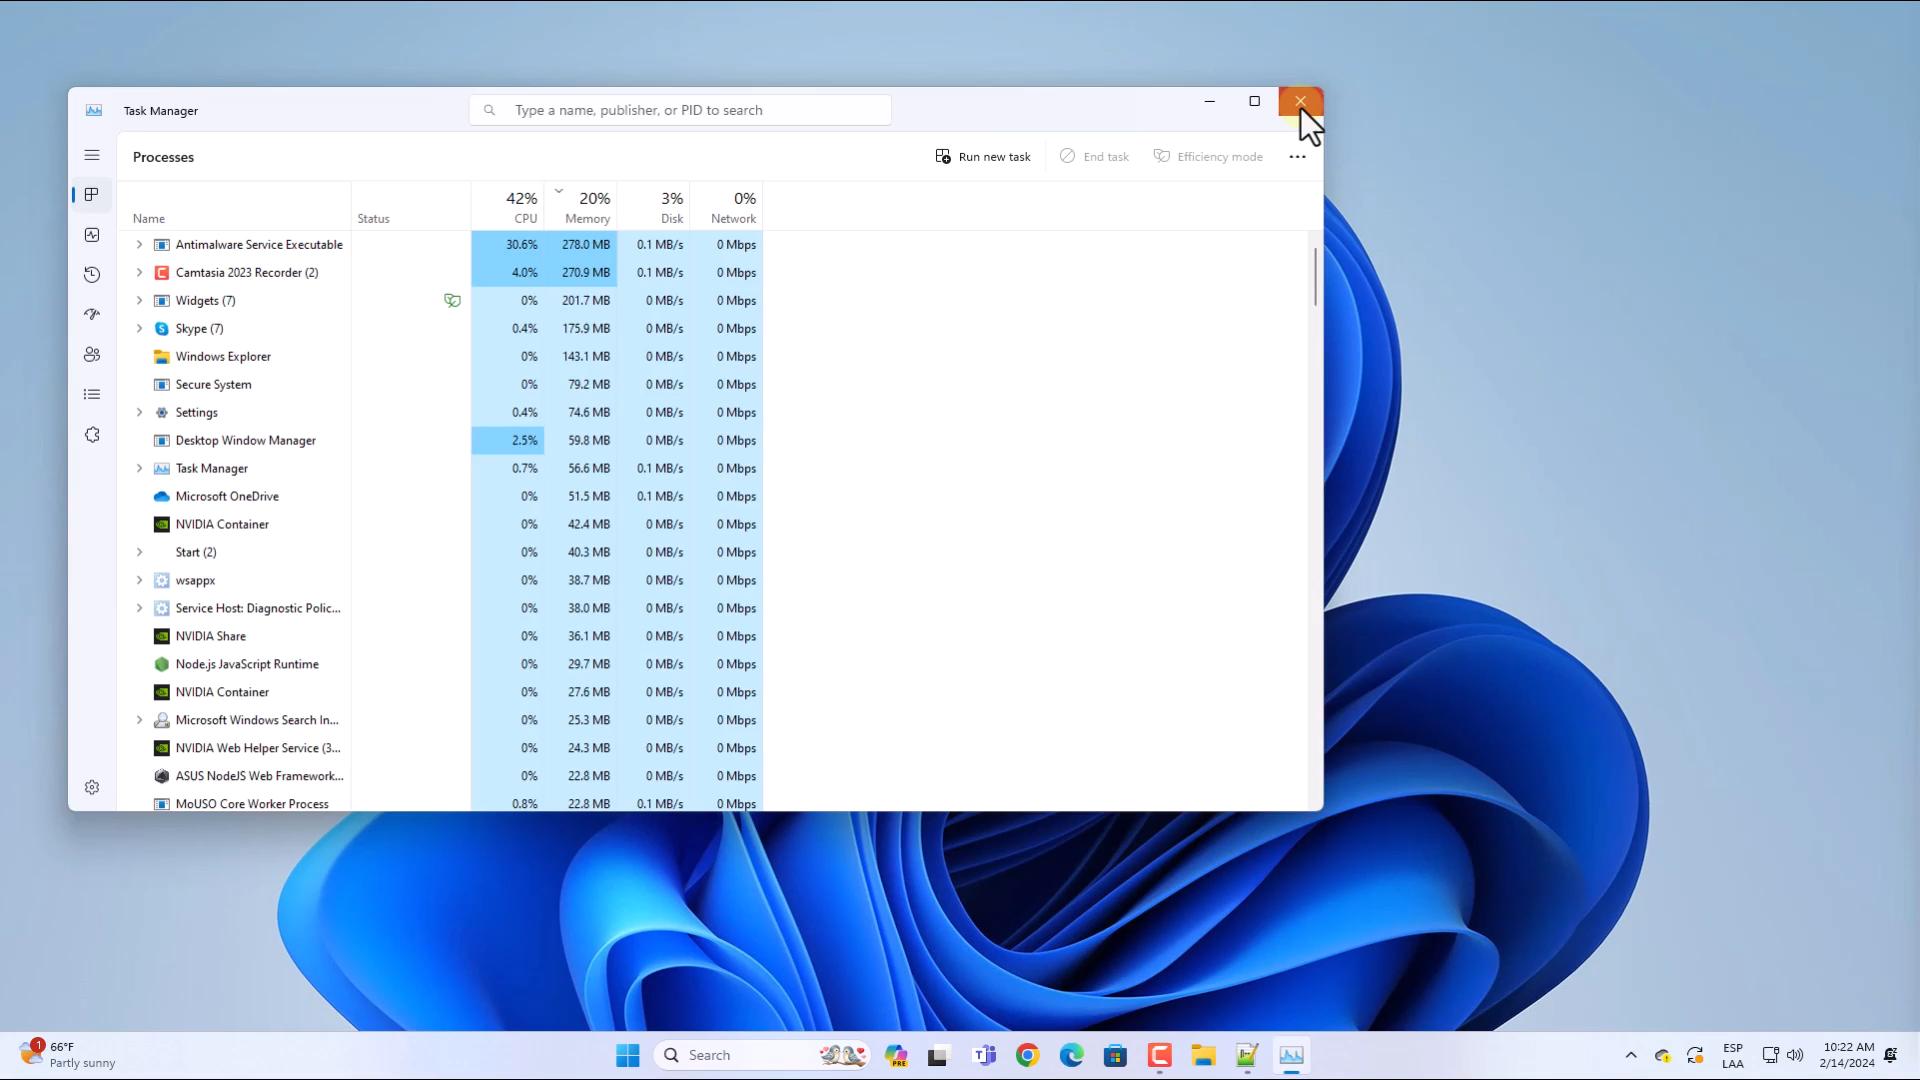 Task Manager
Type a name, publisher, or PID to search
Processes
Run new task
End task
Efficiency mode
42% 20% 3% 0%
Name Status CPU Memory Disk Network
Antimalware Service Executable 30.6% 278.0 MB 0.1 MB/s 0 Mbps
Camtasia 2023 Recorder (2) 4.0% 270.9 MB 0.1 MB/s 0 Mbps
Widgets (7) 0% 201.7 MB 0 MB/s 0 Mbps
Skype (7) 0.4% 175.9 MB 0 MB/s 0 Mbps
Windows Explorer 0% 143.1 MB 0 MB/s 0 Mbps
Secure System 0% 79.2 MB 0 MB/s 0 Mbps
Settings 0.4% 74.6 MB 0 MB/s 0 Mbps
Desktop Window Manager 2.5% 59.8 MB 0 MB/s 0 Mbps
Task Manager 0.7% 56.6 MB 0.1 MB/s 0 Mbps
Microsoft OneDrive 0% 51.5 MB 0.1 MB/s 0 Mbps
NVIDIA Container 0% 42.4 MB 0 MB/s 0 Mbps
Start (2) 0% 40.3 MB 0 MB/s 0 Mbps
wsappx 0% 38.7 MB 0 MB/s 0 Mbps
Service Host: Diagnostic Polic... 0% 38.0 MB 0 MB/s 0 Mbps
NVIDIA Share 0% 36.1 MB 0 MB/s 0 Mbps
Node.js JavaScript Runtime 0% 29.7 MB 0 MB/s 0 Mbps
NVIDIA Container 0% 27.6 MB 0 MB/s 0 Mbps
Microsoft Windows Search In... 0% 25.3 MB 0 MB/s 0 Mbps
NVIDIA Web Helper Service (3... 0% 24.3 MB 0 MB/s 0 Mbps
ASUS NodeJS Web Framework... 0% 22.8 MB 0 MB/s 0 Mbps
MoUSO Core Worker Process 0.8% 22.8 MB 0.1 MB/s 0 Mbps
1
66°F
Partly sunny
Search
PRE
ESP
LAA
10:22 AM
2/14/2024